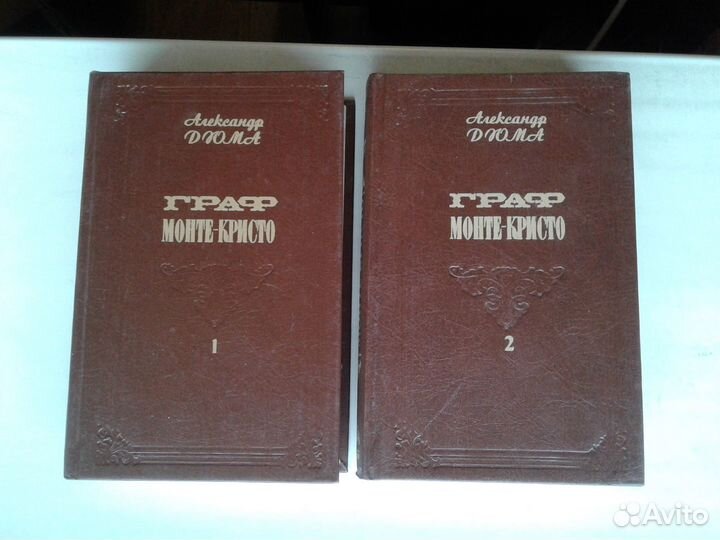 Александр
ДЮМА
ГРАФ
МОНТЕ-КРИСТО
1
Александр
ДЮМА
ГРАФ
МОНТЕ-КРИСТО
2
Avito